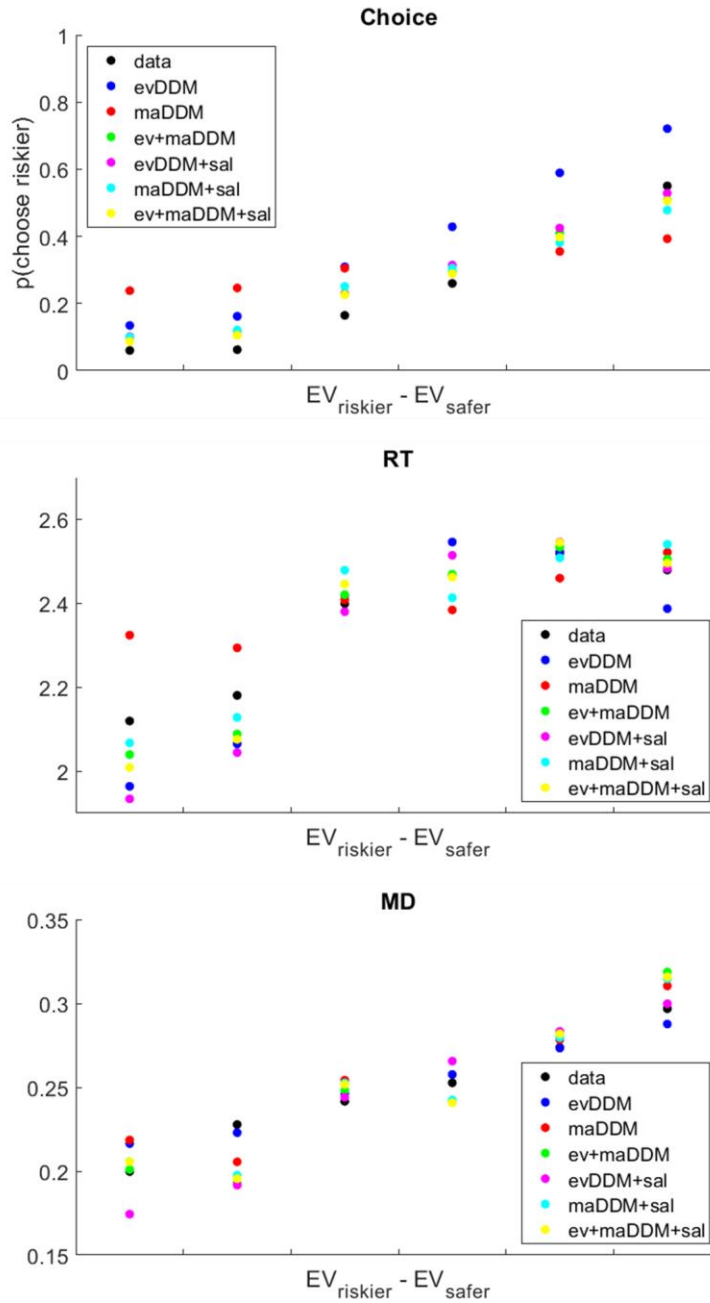 Choice
1
0.8
0.6
0.4
0.2
0
p(choose riskier)
data
evDDM
maDDM
ev+maDDM
evDDM+sal
maDDM+sal
ev+maDDM+sal
EVriskier - EVsafer
RT
2.6
2.4
2.2
2
data
evDDM
maDDM
ev+maDDM
evDDM+sal
maDDM+sal
ev+maDDM+sal
EVriskier - EVsafer
MD
0.35
0.3
0.25
0.2
0.15
data
evDDM
maDDM
ev+maDDM
evDDM+sal
maDDM+sal
ev+maDDM+sal
EVriskier - EVsafer